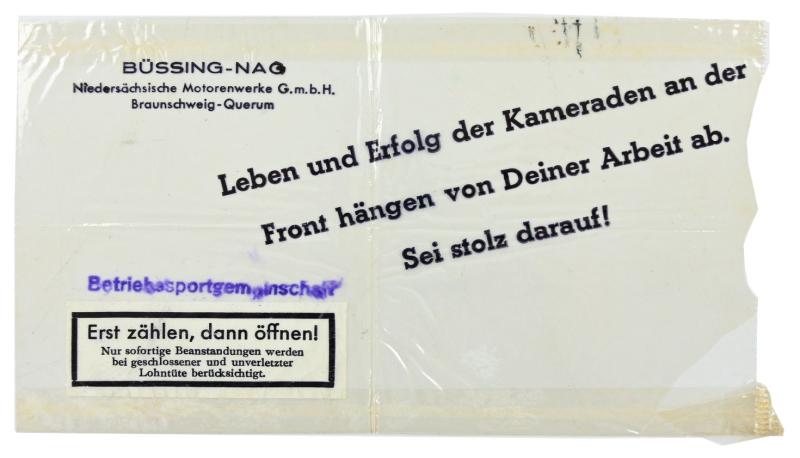 BÜSSING-NAG
Niedersächsische Motorenwerke G.m.b.H.
Braunschweig-Querum
Leben und Erfolg der Kameraden an der
Front hängen von Deiner Arbeit ab.
Sei stolz darauf!
Betriebssportgemeinschaft
Erst zählen, dann öffnen!
Nur sofortige Beanstandungen werden
bei geschlossener und unverletzter
Lohntüte berücksichtigt.